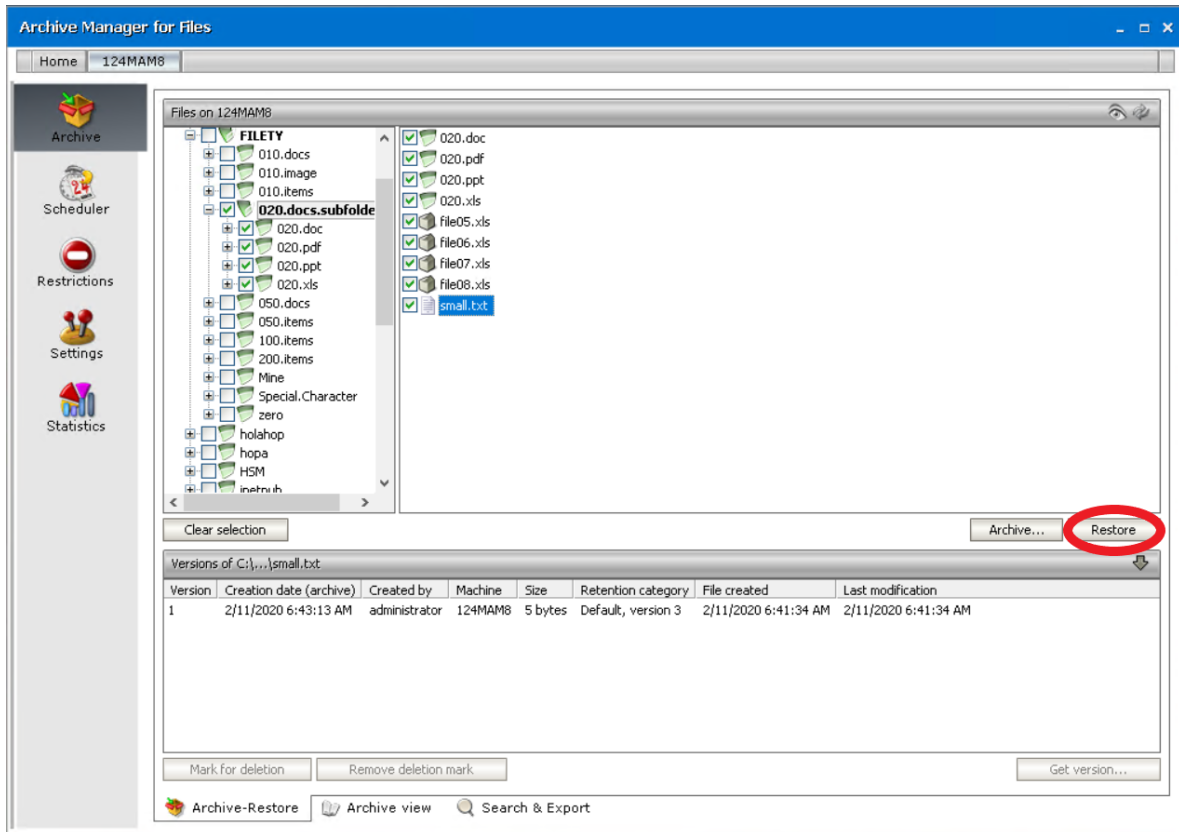 Archive Manager for Files
Home 124MAM8
Archive
Scheduler
Restrictions
Settings
Statistics
Files on 124MAM8
FILETY
010.docs
010.image
010.items
020.docs.subfolde
020.doc
020.pdf
020.ppt
020.xls
050.docs
050.items
100.items
200.items
Mine
Special.Character
zero
holahop
hopa
HSM
inetpub
020.doc
020.pdf
020.ppt
020.xls
file05.xls
file06.xls
file07.xls
file08.xls
small.txt
Clear selection Archive... Restore
Versions of C:\...\small.txt
Version Creation date (archive) Created by Machine Size Retention category File created Last modification
1 2/11/2020 6:43:13 AM administrator 124MAM8 5 bytes Default, version 3 2/11/2020 6:41:34 AM 2/11/2020 6:41:34 AM
Mark for deletion Remove deletion mark Get version...
Archive-Restore Archive view Search & Export